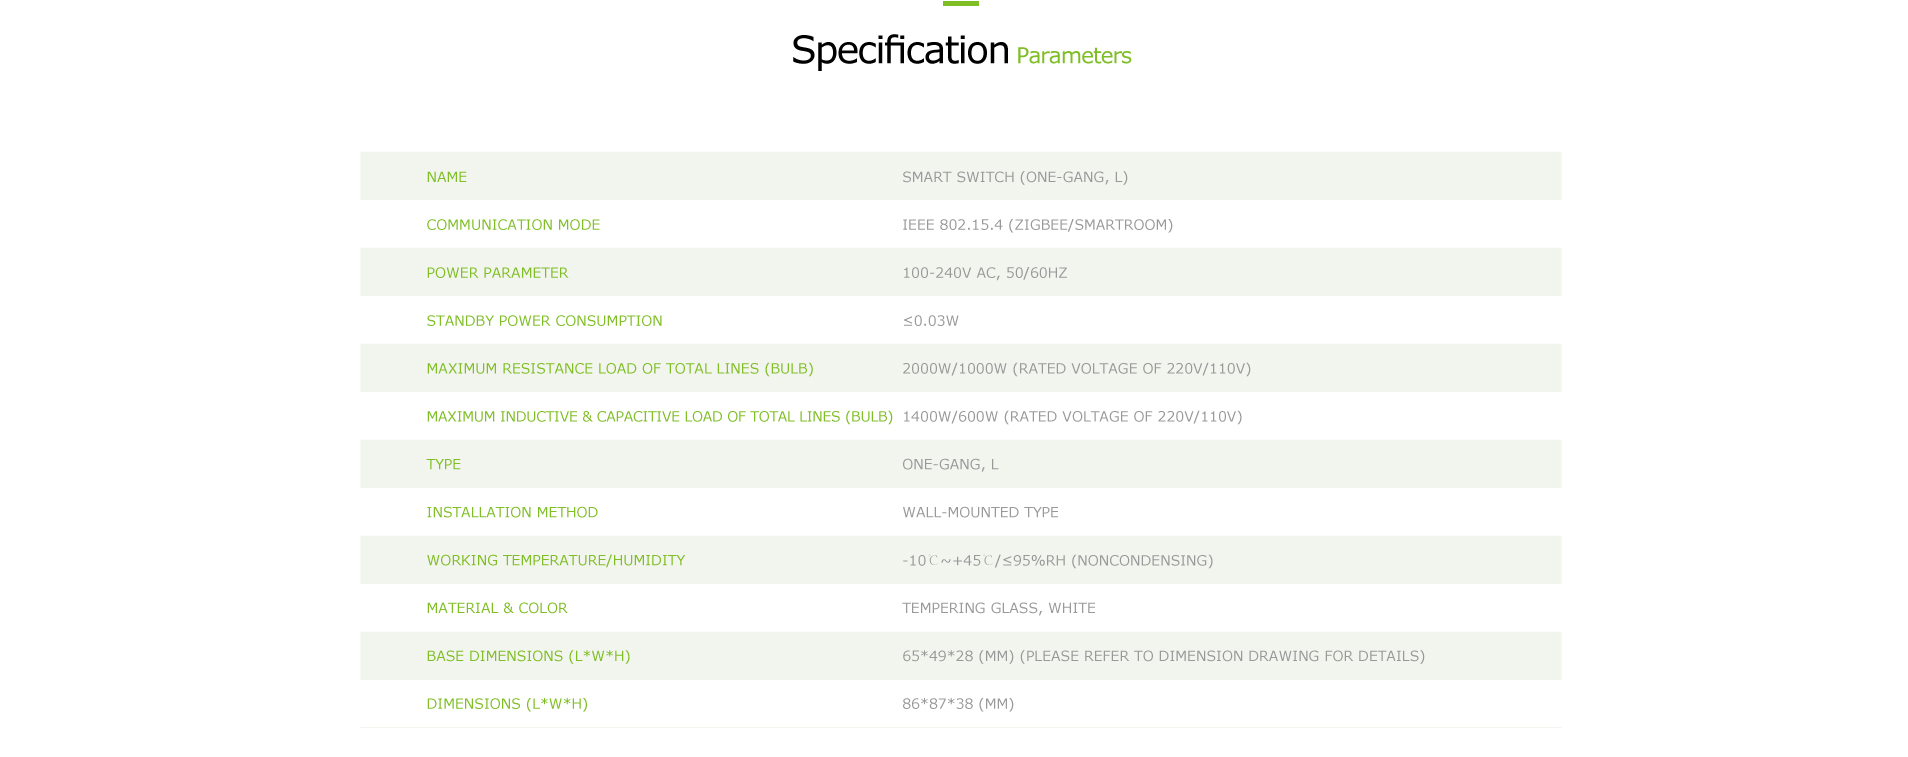 Specification Parameters
NAME SMART SWITCH (ONE-GANG, L)
COMMUNICATION MODE IEEE 802.15.4 (ZIGBEE/SMARTROOM)
POWER PARAMETER 100-240V AC, 50/60HZ
STANDBY POWER CONSUMPTION ≤0.03W
MAXIMUM RESISTANCE LOAD OF TOTAL LINES (BULB) 2000W/1000W (RATED VOLTAGE OF 220V/110V)
MAXIMUM INDUCTIVE & CAPACITIVE LOAD OF TOTAL LINES (BULB) 1400W/600W (RATED VOLTAGE OF 220V/110V)
TYPE ONE-GANG, L
INSTALLATION METHOD WALL-MOUNTED TYPE
WORKING TEMPERATURE/HUMIDITY -10℃~+45℃/≤95%RH (NONCONDENSING)
MATERIAL & COLOR TEMPERING GLASS, WHITE
BASE DIMENSIONS (L*W*H) 65*49*28 (MM) (PLEASE REFER TO DIMENSION DRAWING FOR DETAILS)
DIMENSIONS (L*W*H) 86*87*38 (MM)